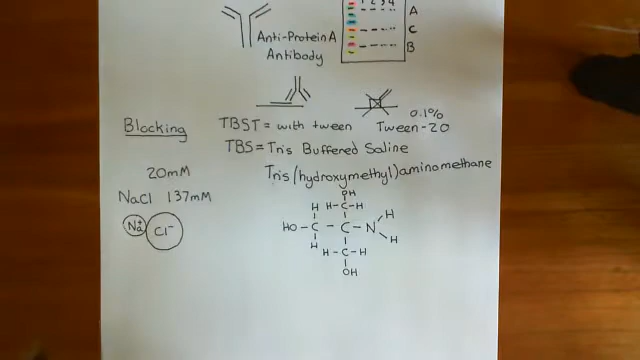 1 2 3 4
A
Anti-Protein A
C
Antibody
B
0.1%
Blocking
TBST = with tween
Tween-20
TBS = Tris Buffered Saline
20mM
Tris(hydroxymethyl)aminomethane
NaCl 137mM
Na+ Cl-
OH
H H-C-H H
HO-C-C-N
H H
H-C-H
OH